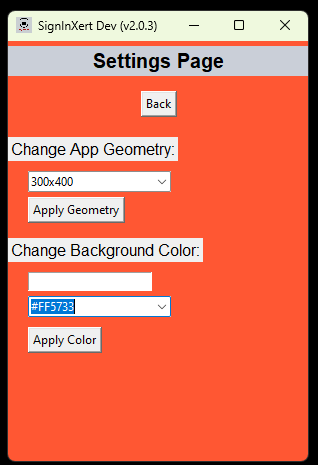 SignInXert Dev (v2.0.3)
Settings Page
Back
Change App Geometry:
300x400
Apply Geometry
Change Background Color:
#FF5733
Apply Color